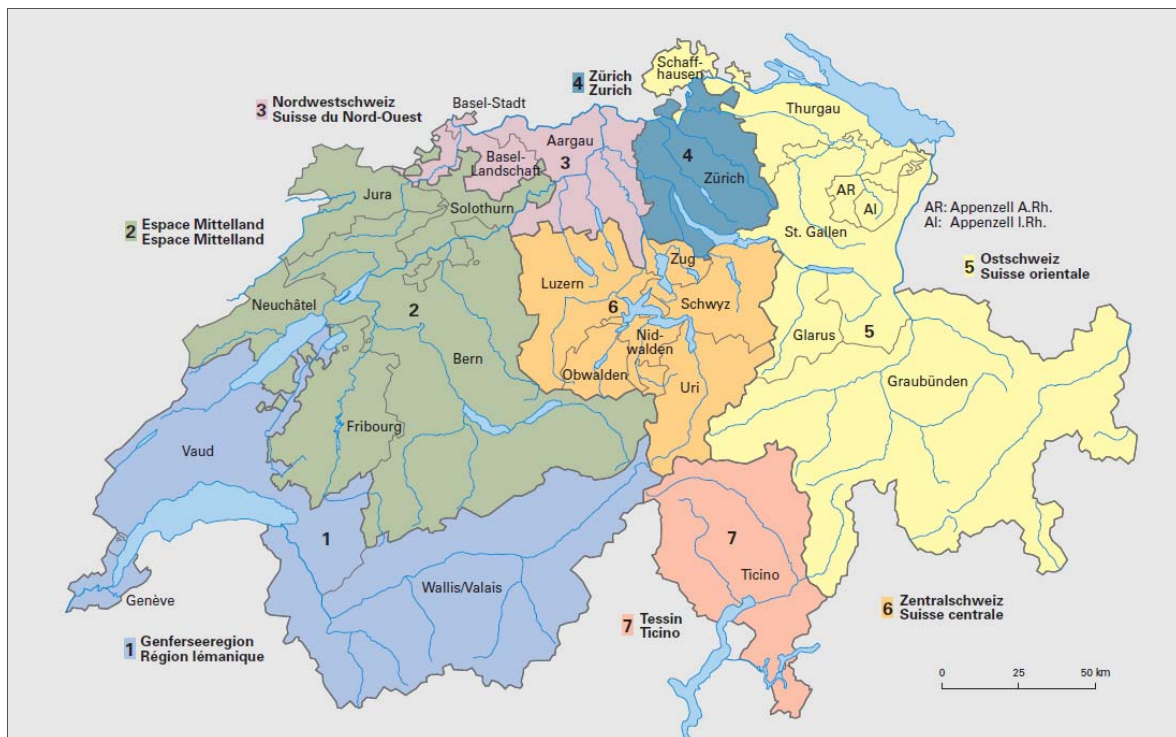 Schaff-
hausen
4 Zürich
Zurich
Thurgau
3 Nordwestschweiz
Suisse du Nord-Ouest
Basel-Stadt
Aargau
3
Basel-
Landschaft
4
Zürich
Jura
Solothurn
AR
AI
AR: Appenzell A.Rh.
AI: Appenzell I.Rh.
2 Espace Mittelland
Espace Mittelland
St. Gallen
5 Ostschweiz
Suisse orientale
Zug
Luzern
Schwyz
Neuchâtel
2
6
Nid-
walden
Glarus
5
Bern
Obwalden
Uri
Graubünden
Fribourg
Vaud
1
7
Ticino
Wallis/Valais
Genève
6 Zentralschweiz
Suisse centrale
7 Tessin
Ticino
1 Genferseeregion
Région lémanique
0 25 50 km